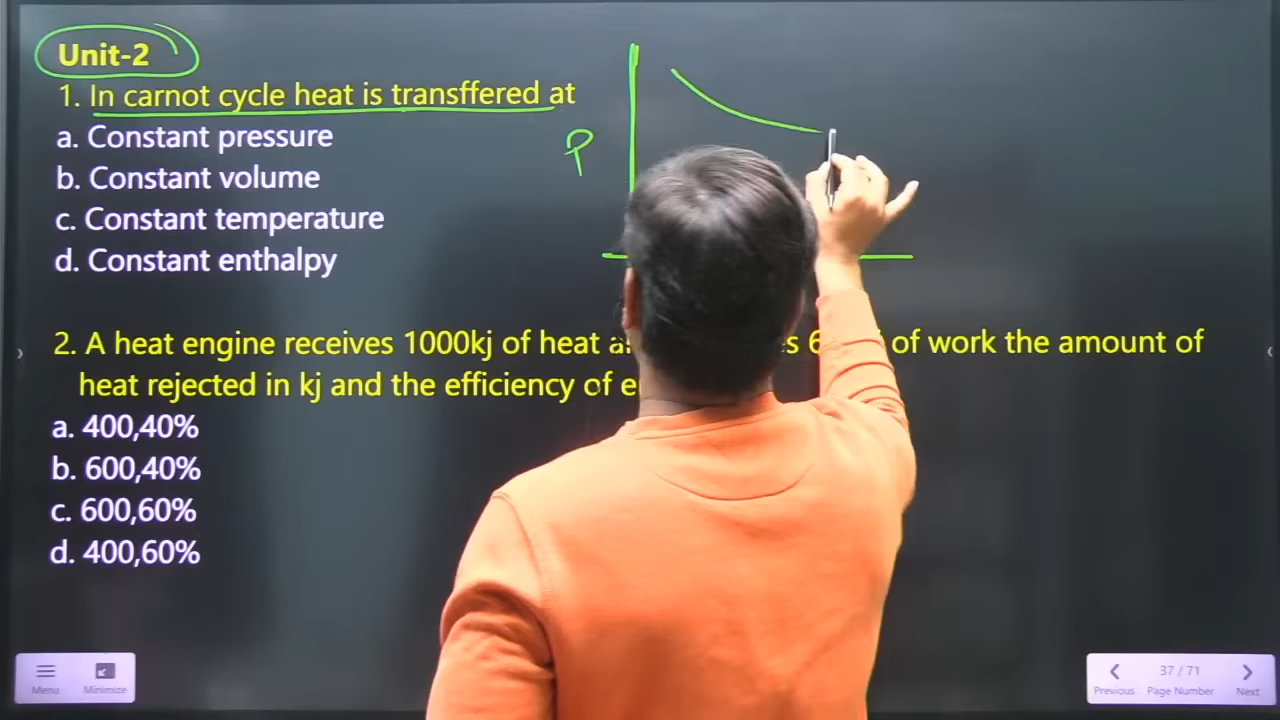 Unit-2
1. In carnot cycle heat is transffered at
a. Constant pressure
b. Constant volume
c. Constant temperature
d. Constant enthalpy
P
2. A heat engine receives 1000kj of heat of work the amount of
heat rejected in kj and the efficiency of
a. 400,40%
b. 600,40%
c. 600,60%
d. 400,60%
Menu
Minimize
37 / 71
Previous Page Number Next